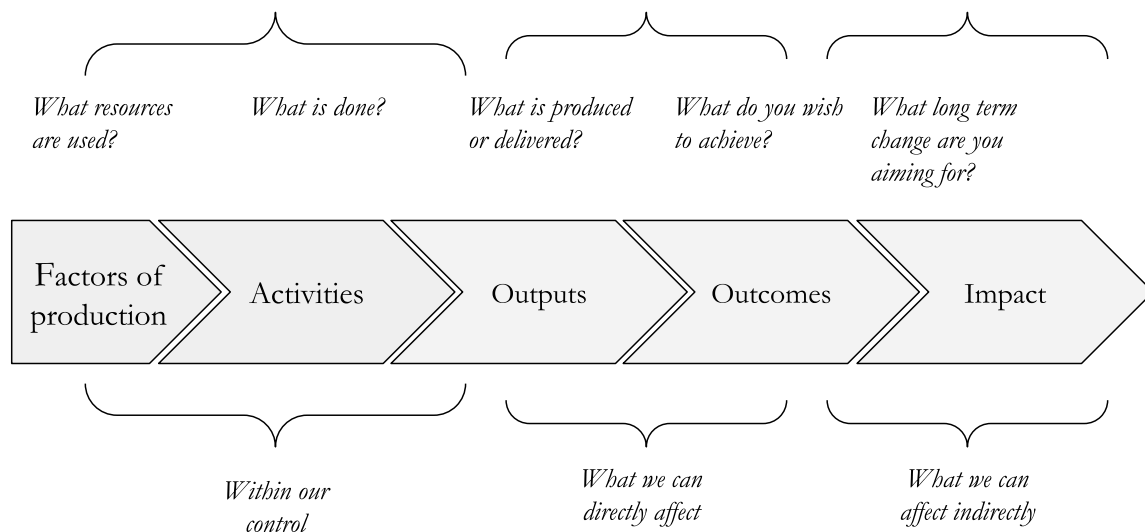 What resources
are used?
What is done?
What is produced
or delivered?
What do you wish
to achieve?
What long term
change are you
aiming for?
Factors of
production
Activities
Outputs
Outcomes
Impact
Within our
control
What we can
directly affect
What we can
affect indirectly